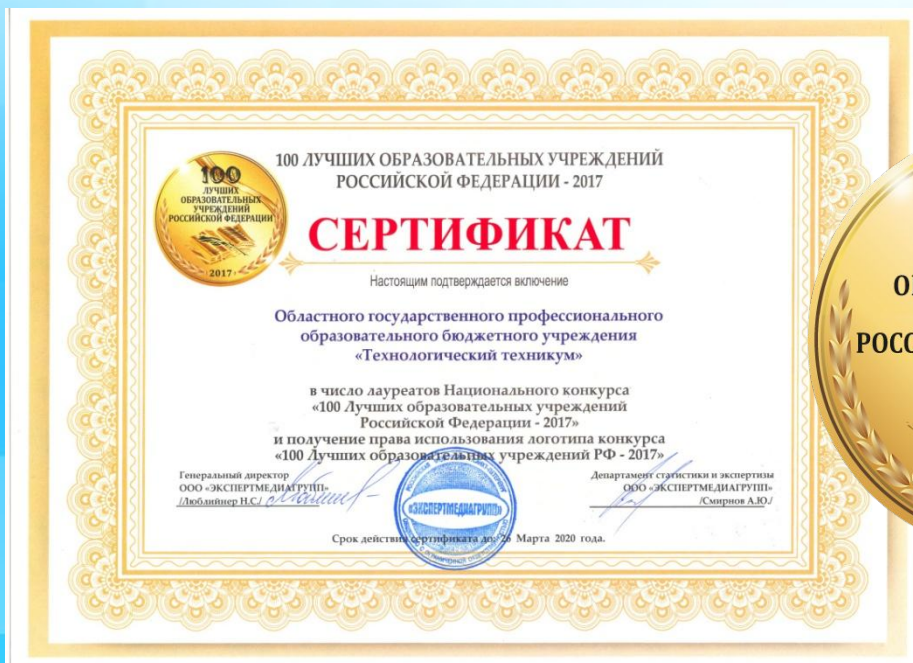 100 ЛУЧШИХ ОБРАЗОВАТЕЛЬНЫХ УЧРЕЖДЕНИЙ
РОССИЙСКОЙ ФЕДЕРАЦИИ - 2017
100
ЛУЧШИХ
ОБРАЗОВАТЕЛЬНЫХ
УЧРЕЖДЕНИЙ
РОССИЙСКОЙ ФЕДЕРАЦИИ
2017
СЕРТИФИКАТ
Настоящим подтверждается включение
Областного государственного профессионального
образовательного бюджетного учреждения
«Технологический техникум»
в число лауреатов Национального конкурса
«100 Лучших образовательных учреждений
Российской Федерации - 2017»
и получение права использования логотипа конкурса
«100 Лучших образовательных учреждений РФ - 2017»
Генеральный директор
ООО «ЭКСПЕРТМЕДИАГРУПП»
/Люблийнер Н.С./
«ЭКСПЕРТМЕДИАГРУПП»
Департамент статистики и экспертизы
ООО «ЭКСПЕРТМЕДИАГРУПП»
/Смирнов А.Ю./
Срок действия сертификата до: 26 Марта 2020 года.